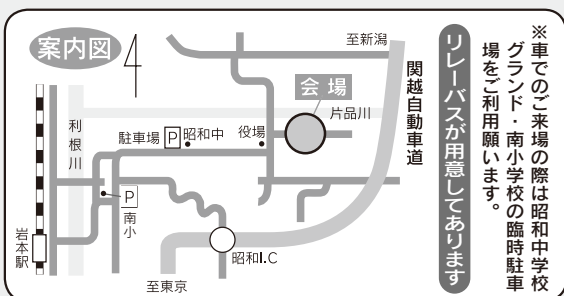 ※車でのご来場の際は昭和中学校
グランド・南小学校の臨時駐車
場をご利用願います。
リレーバスが用意してあります
案内図
4
至新潟
関越自動車道
会場
片品川
利根川
駐車場
P
昭和中
役場
P
南小
岩本駅
昭和I.C
至東京